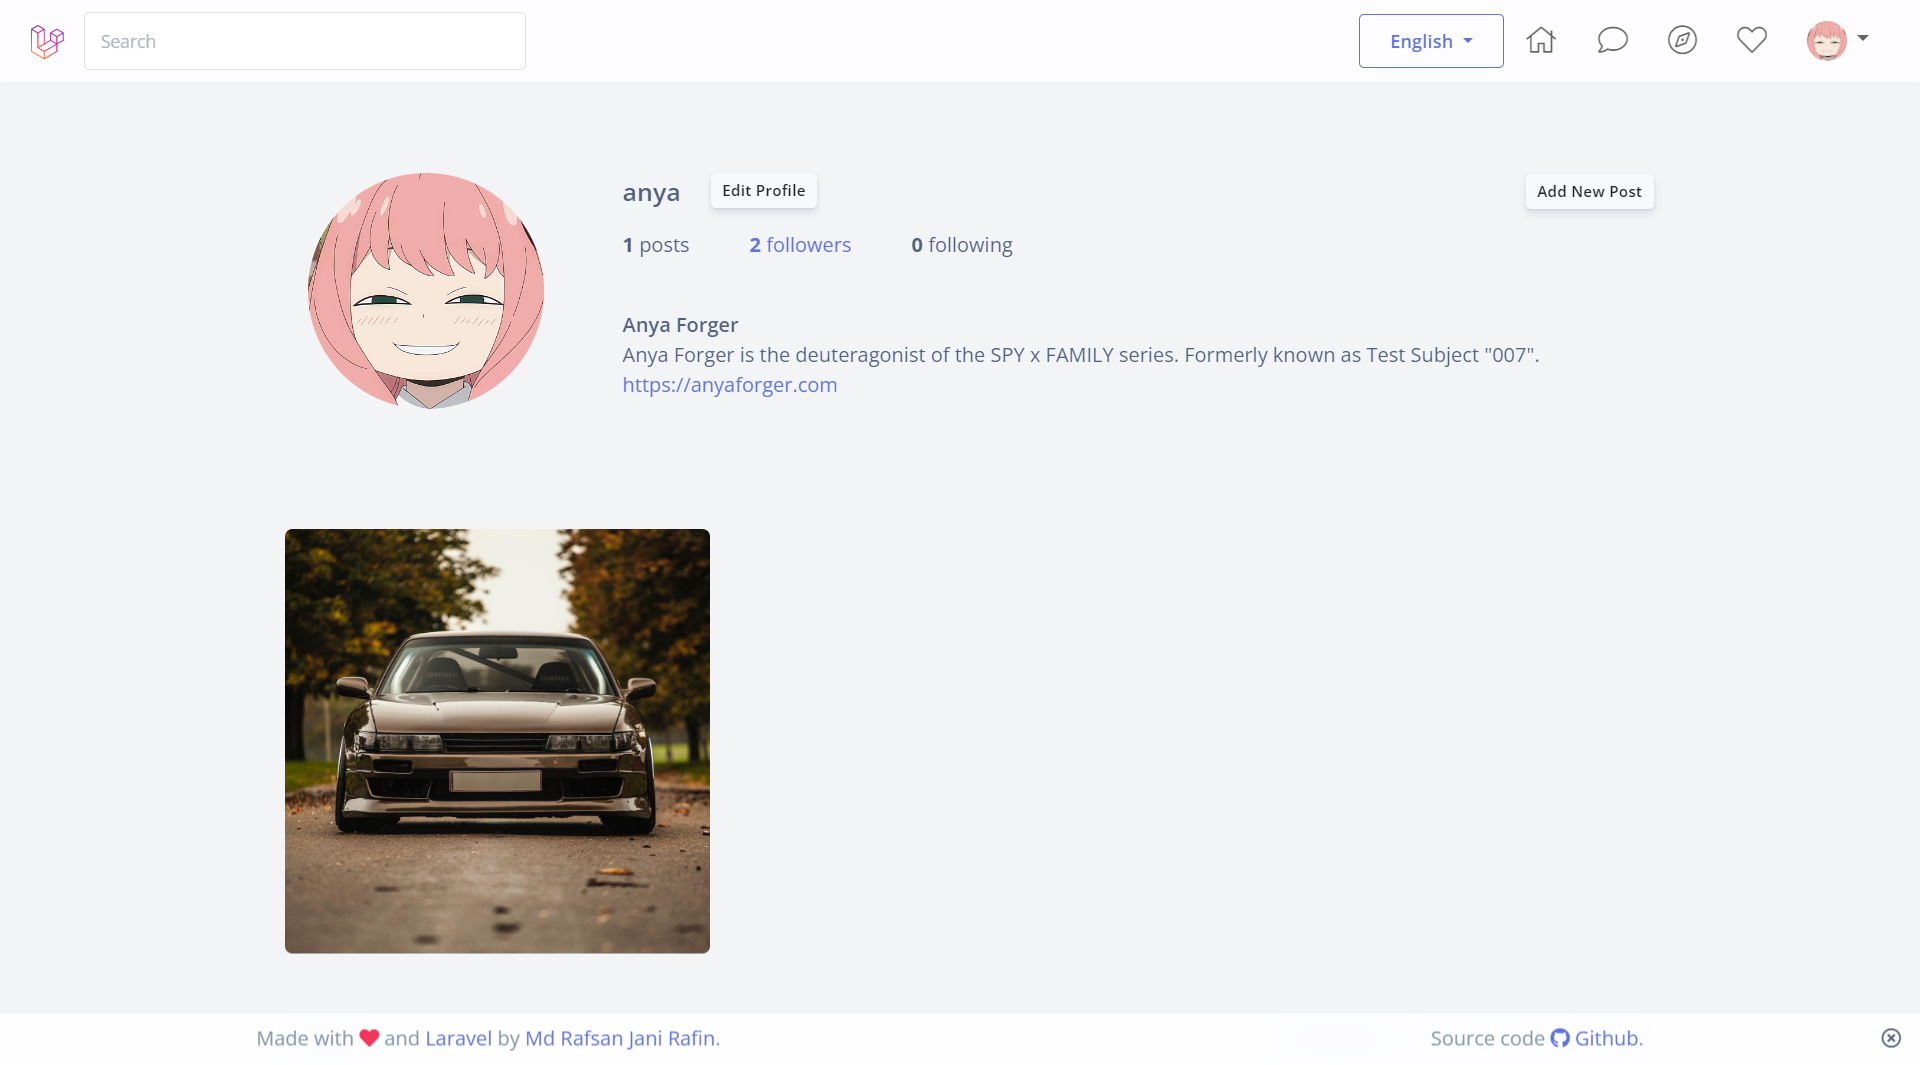 Search
English
anya
Edit Profile
Add New Post
1 posts
2 followers
0 following
Anya Forger
Anya Forger is the deuteragonist of the SPY x FAMILY series. Formerly known as Test Subject "007".
https://anyaforger.com
Made with and Laravel by Md Rafsan Jani Rafin.
Source code Github.